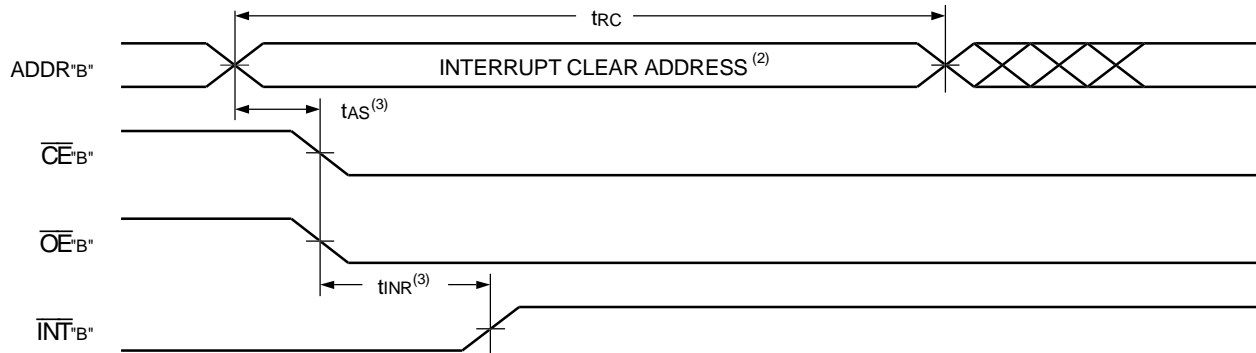 tRC
ADDR"B"
INTERRUPT CLEAR ADDRESS (2)
tAS(3)
CE"B"
OE"B"
tINR(3)
INT"B"